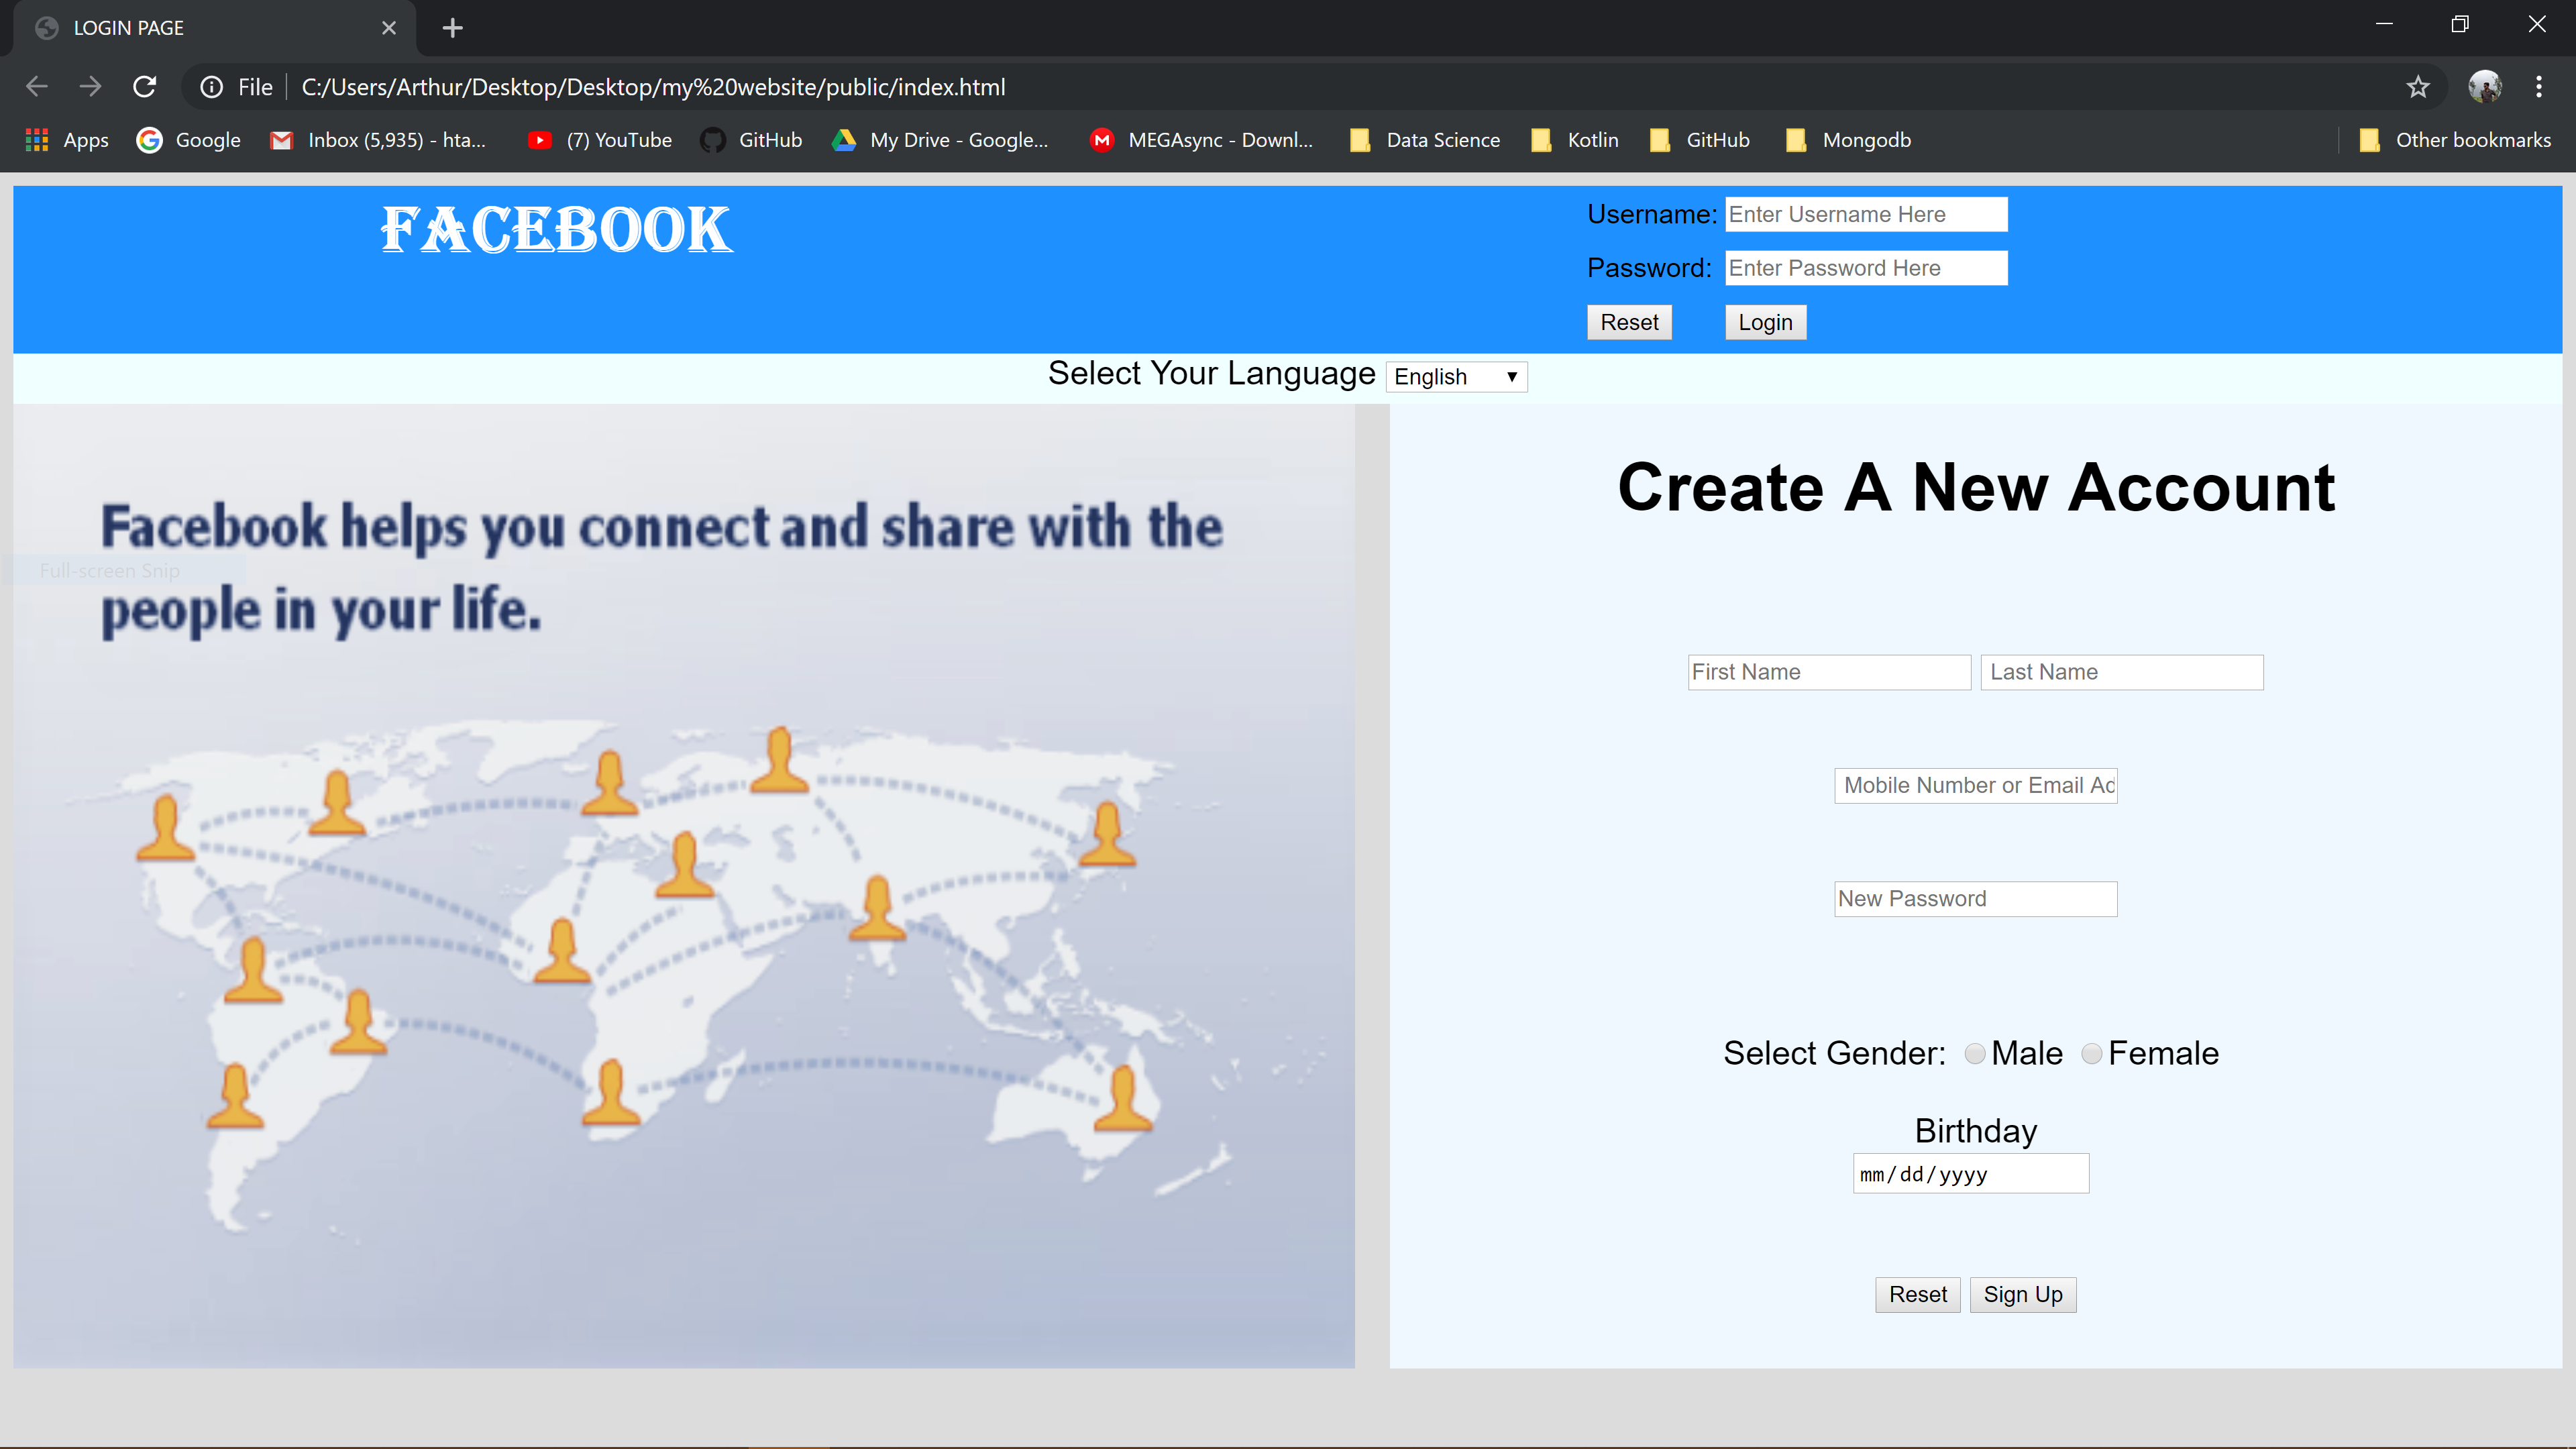 LOGIN PAGE
File C:/Users/Arthur/Desktop/Desktop/my%20website/public/index.html
Apps Google Inbox (5,935) - hta... (7) YouTube GitHub My Drive - Google... MEGAsync - Downl... Data Science Kotlin GitHub Mongodb Other bookmarks
FACEBOOK
Username: Enter Username Here
Password: Enter Password Here
Reset Login
Select Your Language English
Create A New Account
Facebook helps you connect and share with the
people in your life.
Full-screen Snip
First Name Last Name
Mobile Number or Email Ad
New Password
Select Gender: Male Female
Birthday
mm/dd/yyyy
Reset Sign Up